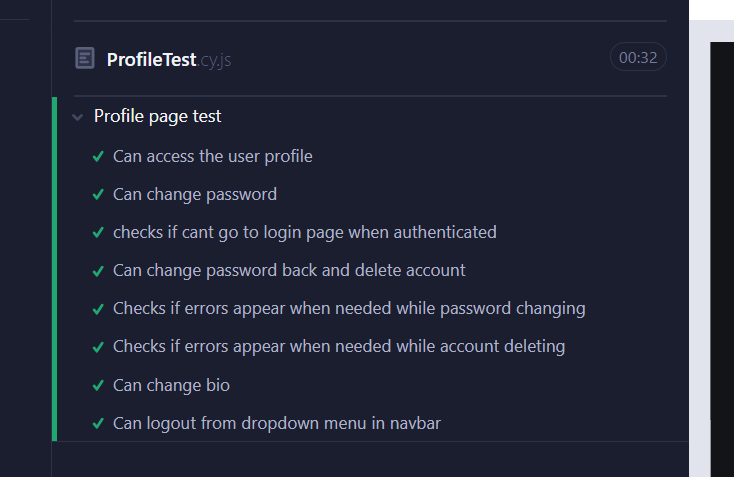 ProfileTest.cy.js
00:32
Profile page test
Can access the user profile
Can change password
checks if cant go to login page when authenticated
Can change password back and delete account
Checks if errors appear when needed while password changing
Checks if errors appear when needed while account deleting
Can change bio
Can logout from dropdown menu in navbar